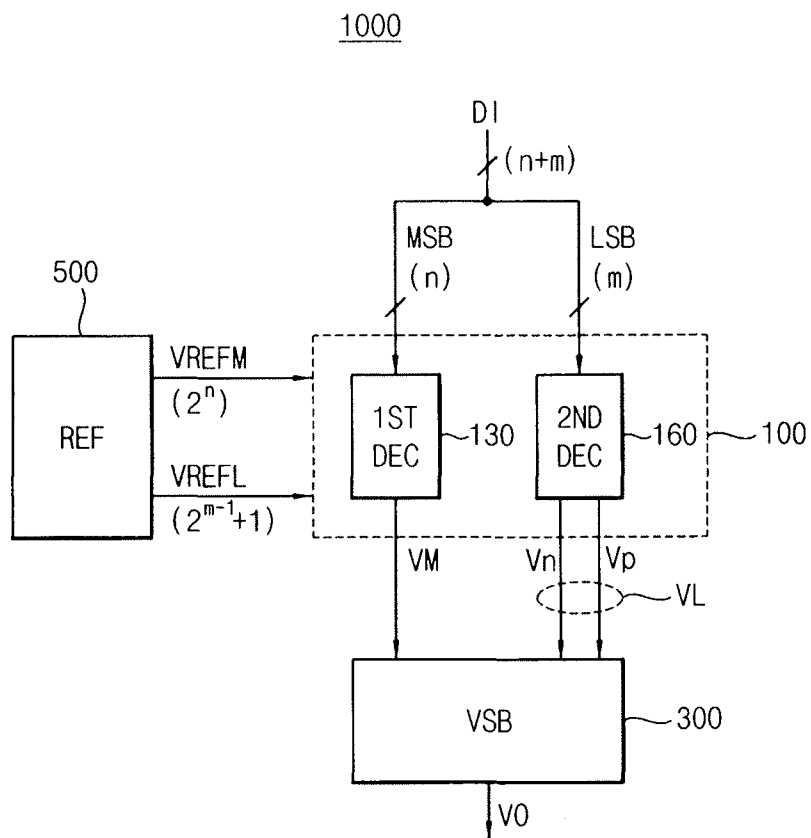 1000
DI
(n+m)
MSB
(n)
LSB
(m)
500
REF
VREFM
(2ⁿ)
VREFL
(2ᵐ⁻¹+1)
1ST
DEC
130
2ND
DEC
160
100
VM
Vn
Vp
VL
VSB
300
VO